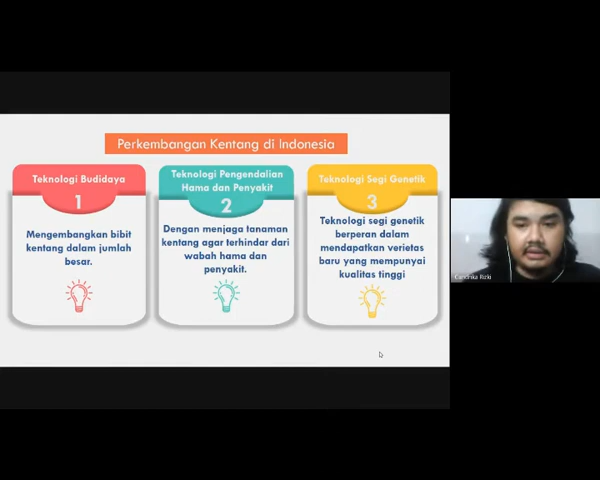 Perkembangan Kentang di Indonesia
Teknologi Budidaya
1
Mengembangkan bibit
kentang dalam jumlah
besar.
Teknologi Pengendalian
Hama dan Penyakit
2
Dengan menjaga tanaman
kentang agar terhindar dari
wabah hama dan
penyakit.
Teknologi Segi Genetik
3
Teknologi segi genetik
berperan dalam
mendapatkan verietas
baru yang mempunyai
kualitas tinggi
Rizki